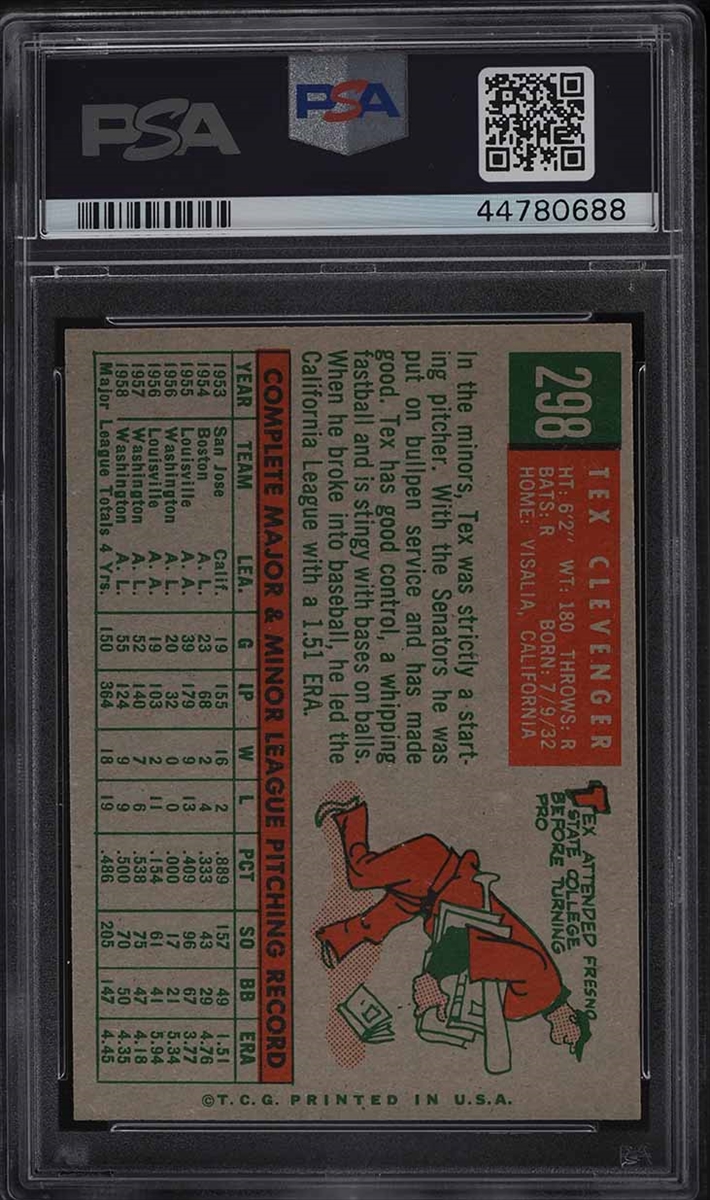 PSA
PSA
44780688
298
TEX CLEVENGER
HT: 6'2" WT: 180 THROWS: R
BATS: R BORN: 7/9/32
HOME: VISALIA, CALIFORNIA
In the minors, Tex was strictly a start-
ing pitcher. With the Senators he was
put on bullpen service and has made
good. Tex has good control, a whipping
fastball and is stingy with bases on balls.
When he broke into baseball, he led the
California League with a 1.51 ERA.
TEX ATTENDED FRESNO
STATE COLLEGE
BEFORE TURNING
PRO
COMPLETE MAJOR & MINOR LEAGUE PITCHING RECORD
YEAR TEAM LEA. G IP W L PCT SO BB ERA
1953 San Jose Calif. 19 155 16 2 .889 157 49 1.51
1954 Boston A. L. 23 68 2 4 .333 43 29 4.76
1955 Louisville A. A. 39 179 9 13 .409 96 67 3.77
1956 Washington A. L. 20 32 0 0 .000 17 21 5.34
1956 Louisville A. A. 19 103 2 11 .154 61 41 5.94
1957 Washington A. L. 52 140 7 6 .538 75 47 4.18
1958 Washington A. L. 55 124 9 9 .500 70 50 4.35
Major League Totals 4 Yrs. 150 364 18 19 .486 205 147 4.45
©T.C.G. PRINTED IN U.S.A.